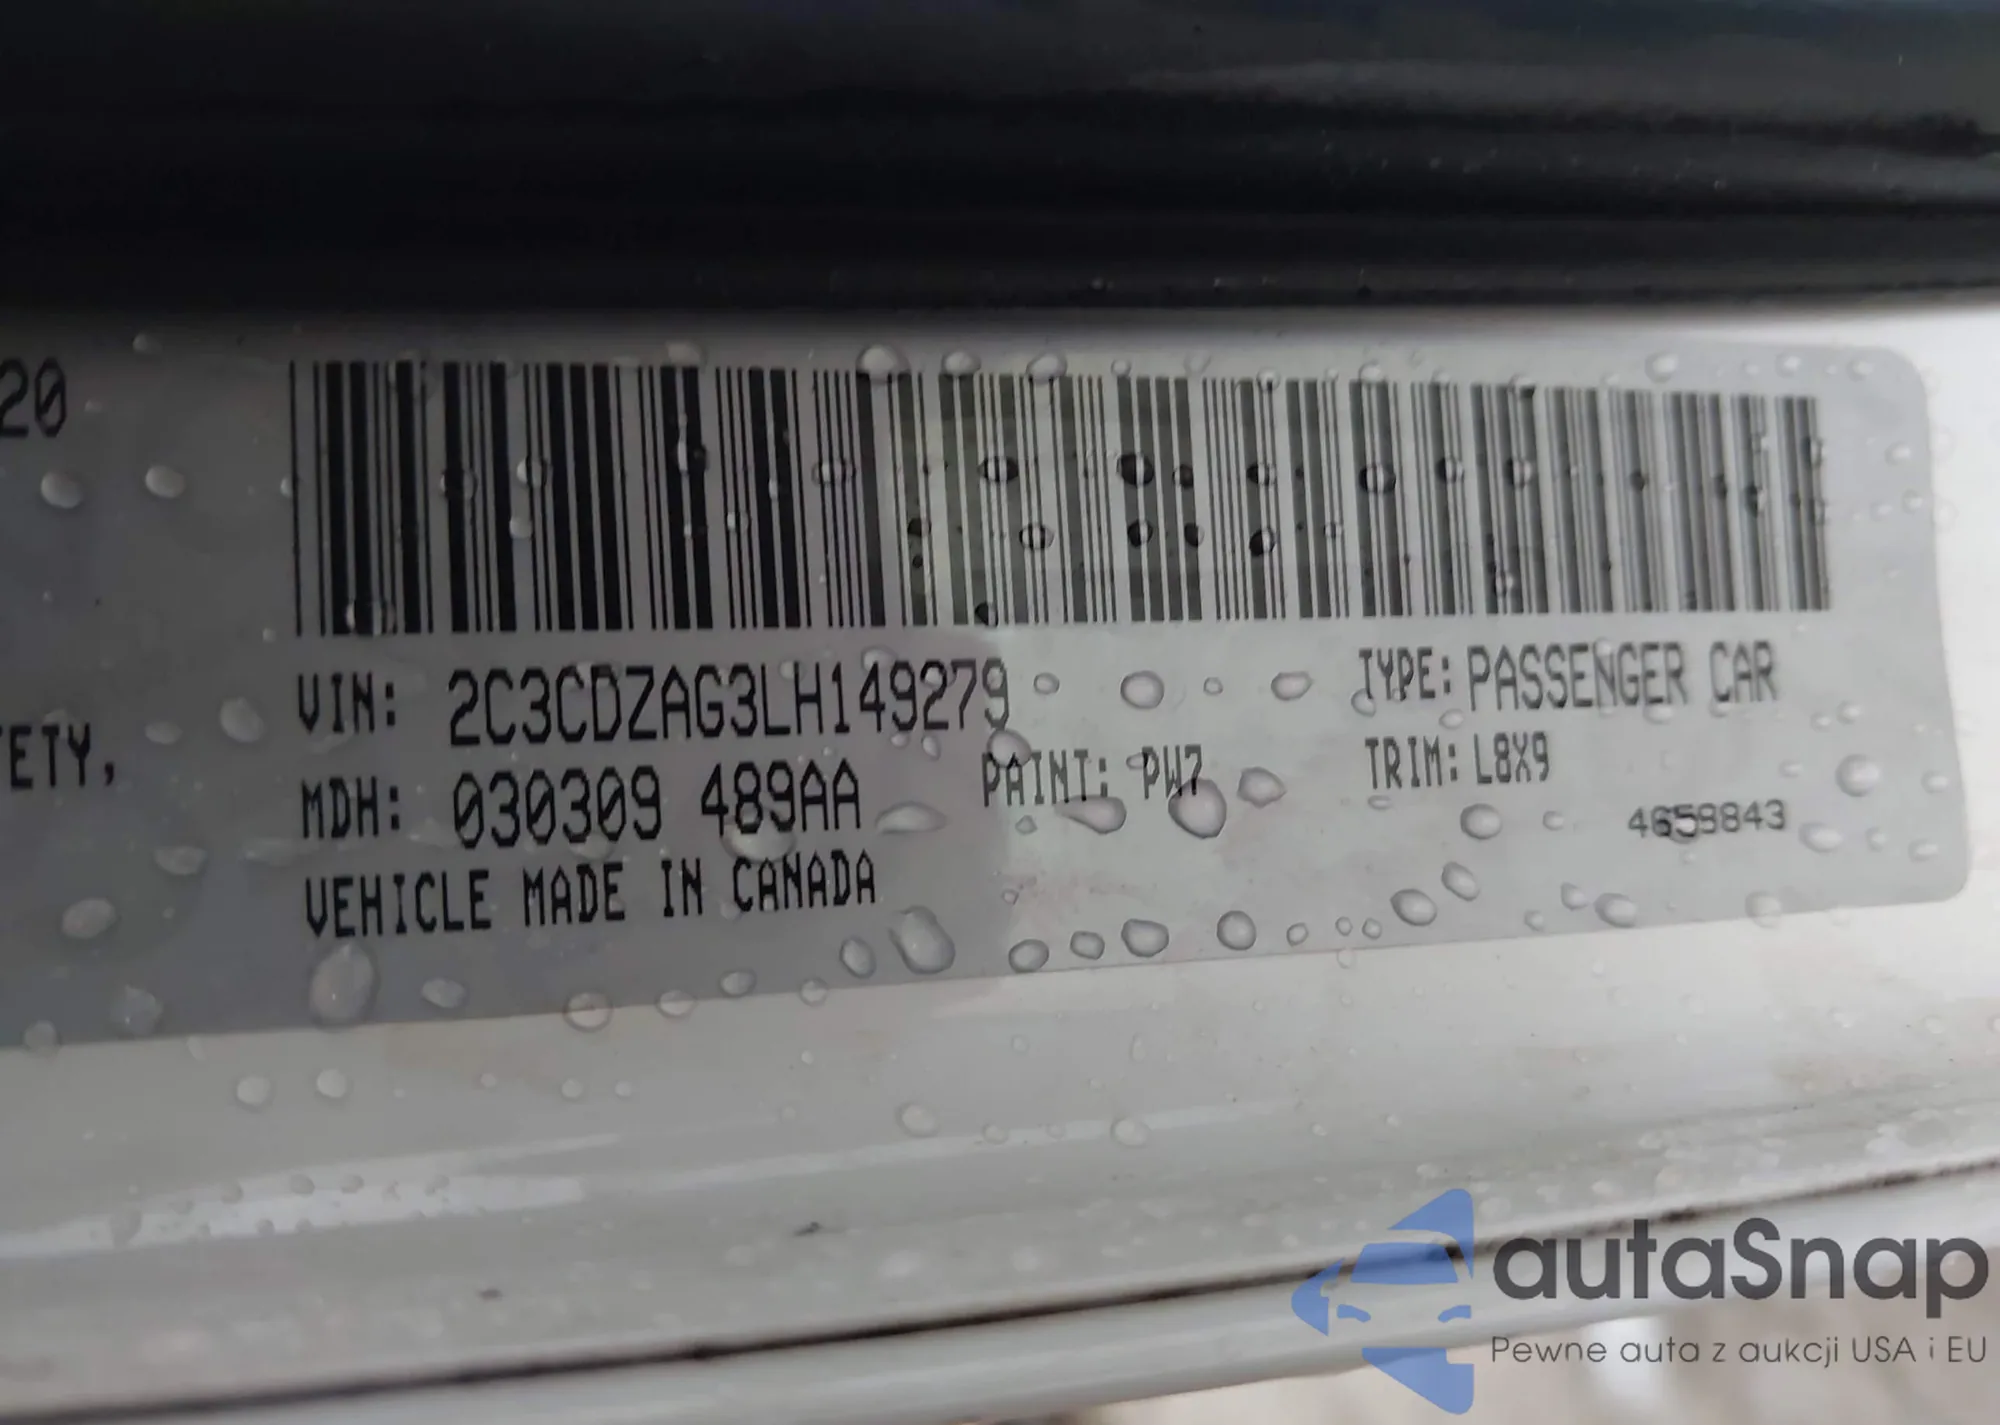 20
ETY,
VIN: 2C3CDZAG3LH149279
TYPE: PASSENGER CAR
MDH: 030309 489AA
PAINT: PW7
TRIM: L8X9
4659843
VEHICLE MADE IN CANADA
autaSnap
Pewne auta z aukcji USA i EU